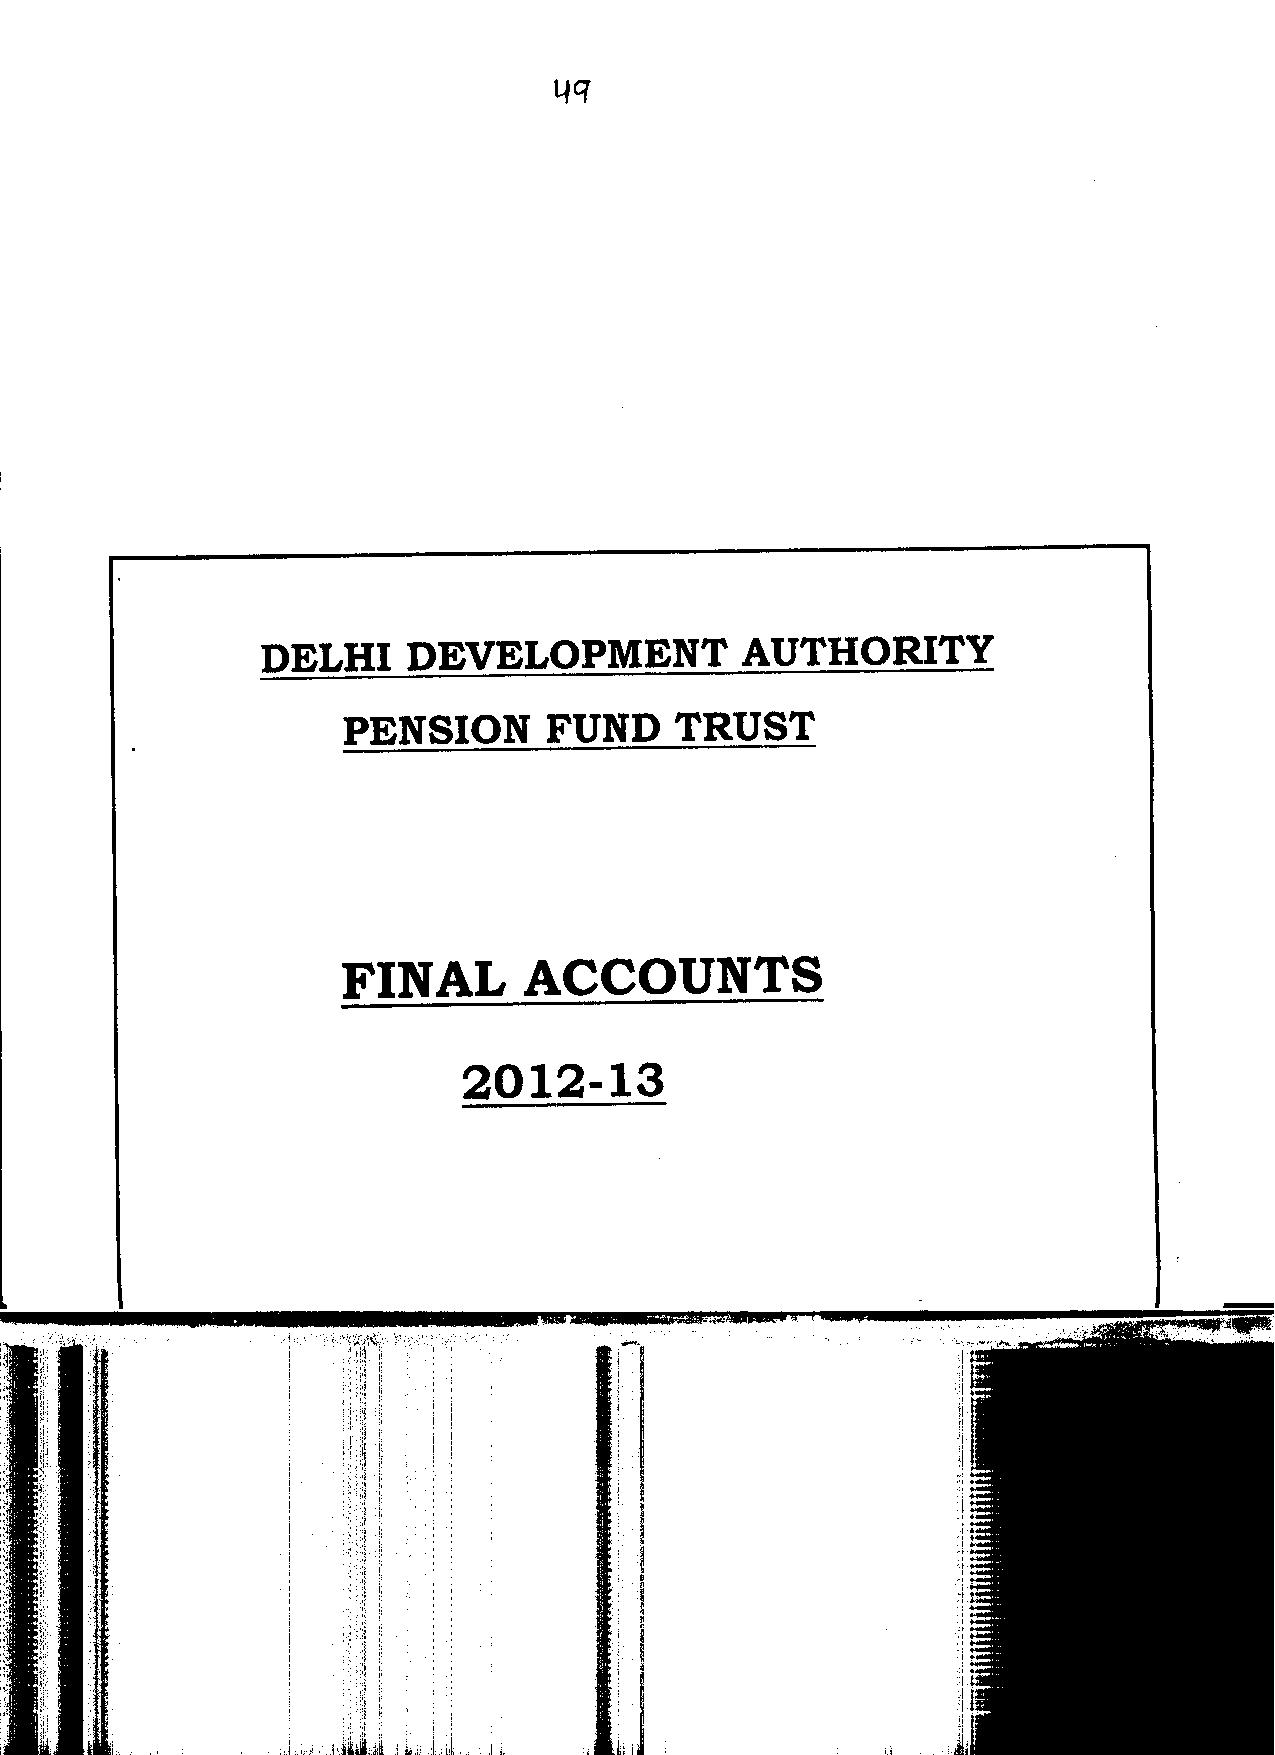 49
DELHI DEVELOPMENT AUTHORITY
PENSION FUND TRUST
FINAL ACCOUNTS
2012-13